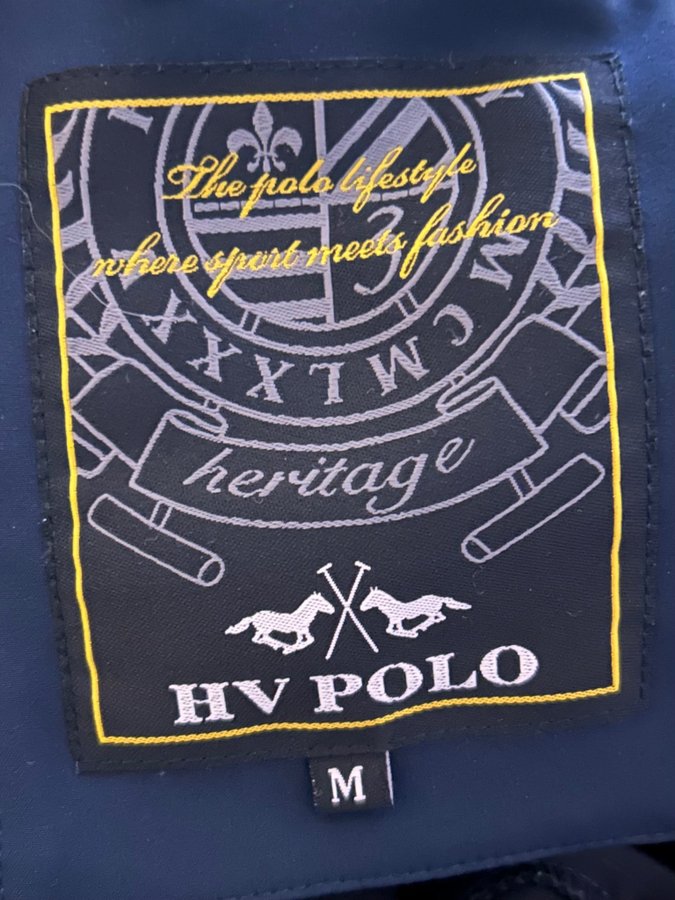 The polo lifestyle
where sport meets fashion
MCMLXXX
heritage
HV POLO
M